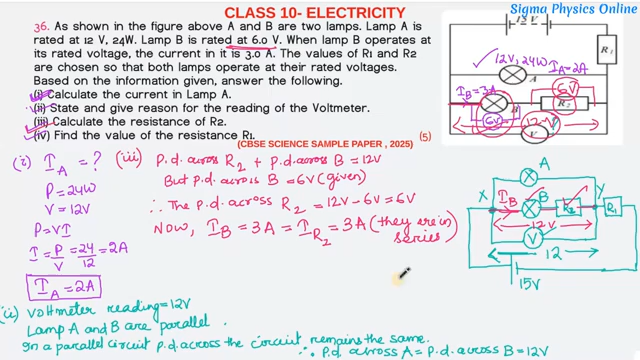 Sigma Physics Online
CLASS 10- ELECTRICITY
36. As shown in the figure above A and B are two lamps. Lamp A is
rated at 12 V, 24W. Lamp B is rated at 6.0 V. When lamp B operates
at its rated voltage, the current in it is 3.0 A. The values of R1 and R2
are chosen so that both lamps operate at their rated voltages.
Based on the information given, answer the following.
(i) Calculate the current in Lamp A.
(ii) State and give reason for the reading of the Voltmeter.
(iii) Calculate the resistance of R2.
(iv) Find the value of the resistance R1. (5)
(CBSE SCIENCE SAMPLE PAPER, 2025)
15 V
R1
12V, 24W
IA=2A
A
IB=3A
6V
B
R2
6V
12V
V
(i) IA = ?
P=24W
V=12V
P=VI
I = P/V = 24/12 = 2A
IA = 2A
(iii) P.d. across R2 + p.d. across B = 12V
But p.d. across B = 6V (given)
∴ The p.d. across R2 = 12V - 6V = 6V
Now, IB = 3A = IR2 = 3A (they are in series)
A
X IB B R2 Y R1
12V
V
12
15V
(ii) Voltmeter reading = 12V
Lamp A and B are parallel.
In a parallel circuit p.d. across the circuit remains the same.
∴ p.d. across A = p.d. across B = 12V